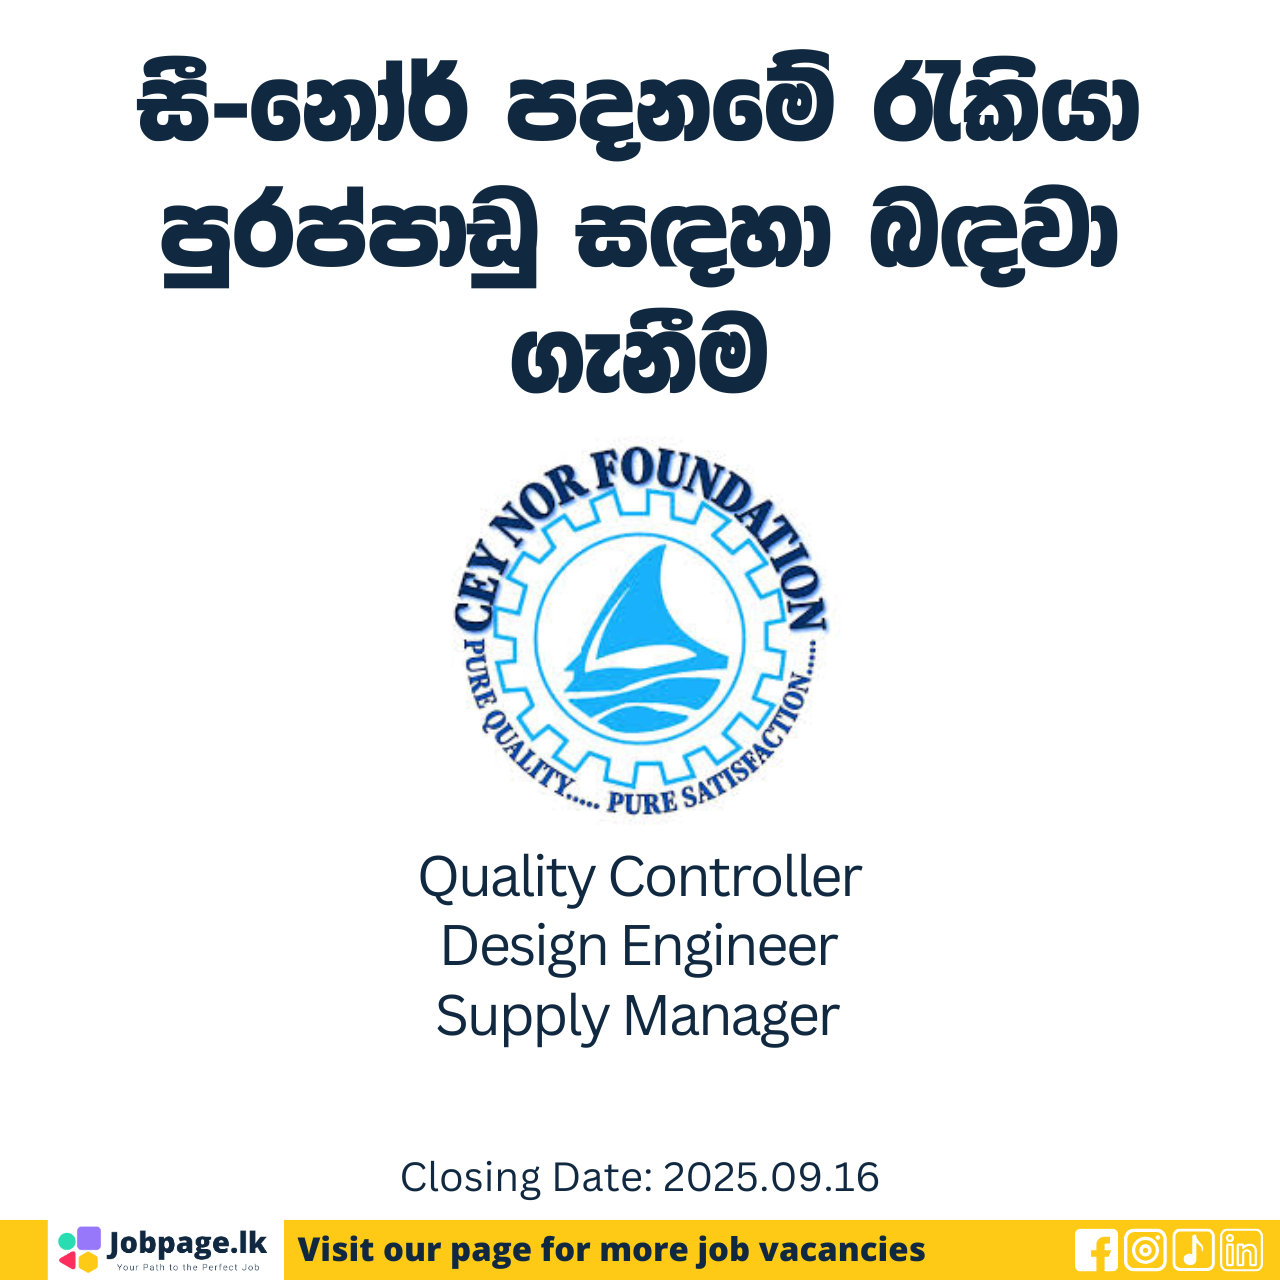 සී-නෝර් පදනමේ රැකියා
පුරප්පාඩු සඳහා බඳවා
ගැනීම
CEY NOR FOUNDATION
PURE QUALITY..... PURE SATISFACTION.....
Quality Controller
Design Engineer
Supply Manager
Closing Date: 2025.09.16
Jobpage.lk
Your Path to the Perfect Job
Visit our page for more job vacancies